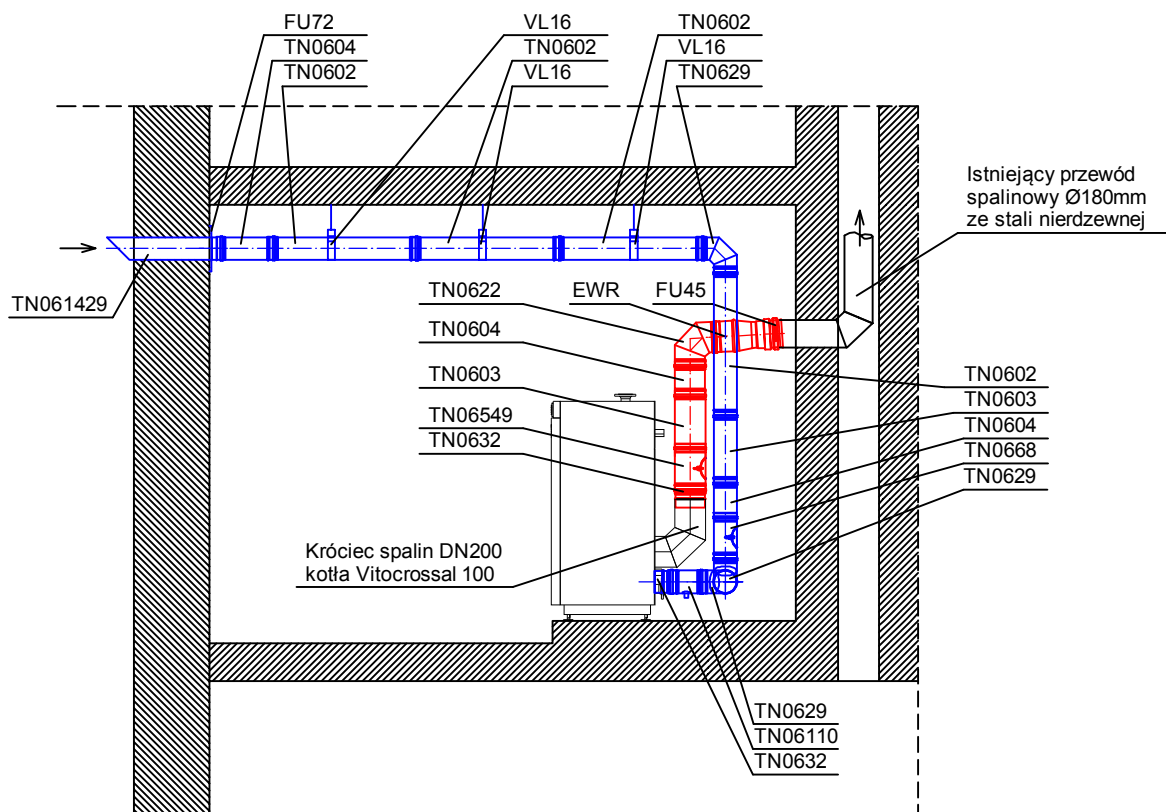 FU72
TN0604
TN0602
VL16
TN0602
VL16
TN0602
VL16
TN0629
Istniejący przewód
spalinowy Ø180mm
ze stali nierdzewnej
TN061429
TN0622
EWR
FU45
TN0604
TN0603
TN06549
TN0632
TN0602
TN0603
TN0604
TN0668
TN0629
Króciec spalin DN200
kotła Vitocrossal 100
TN0629
TN06110
TN0632